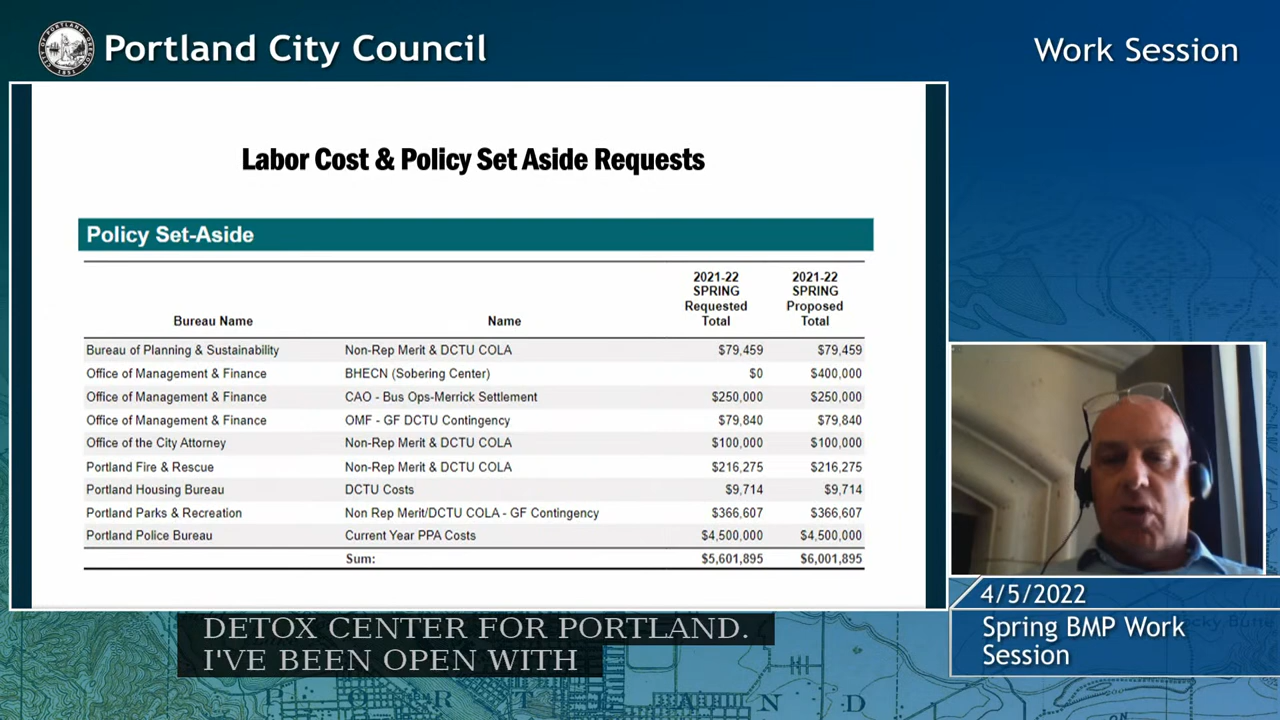 Portland City Council
Work Session
Labor Cost & Policy Set Aside Requests
Policy Set-Aside
Bureau Name Name 2021-22 SPRING Requested Total 2021-22 SPRING Proposed Total
Bureau of Planning & Sustainability Non-Rep Merit & DCTU COLA $79,459 $79,459
Office of Management & Finance BHECN (Sobering Center) $0 $400,000
Office of Management & Finance CAO - Bus Ops-Merrick Settlement $250,000 $250,000
Office of Management & Finance OMF - GF DCTU Contingency $79,840 $79,840
Office of the City Attorney Non-Rep Merit & DCTU COLA $100,000 $100,000
Portland Fire & Rescue Non-Rep Merit & DCTU COLA $216,275 $216,275
Portland Housing Bureau DCTU Costs $9,714 $9,714
Portland Parks & Recreation Non Rep Merit/DCTU COLA - GF Contingency $366,607 $366,607
Portland Police Bureau Current Year PPA Costs $4,500,000 $4,500,000
Sum: $5,601,895 $6,001,895
4/5/2022
Spring BMP Work
Session
DETOX CENTER FOR PORTLAND.
I'VE BEEN OPEN WITH